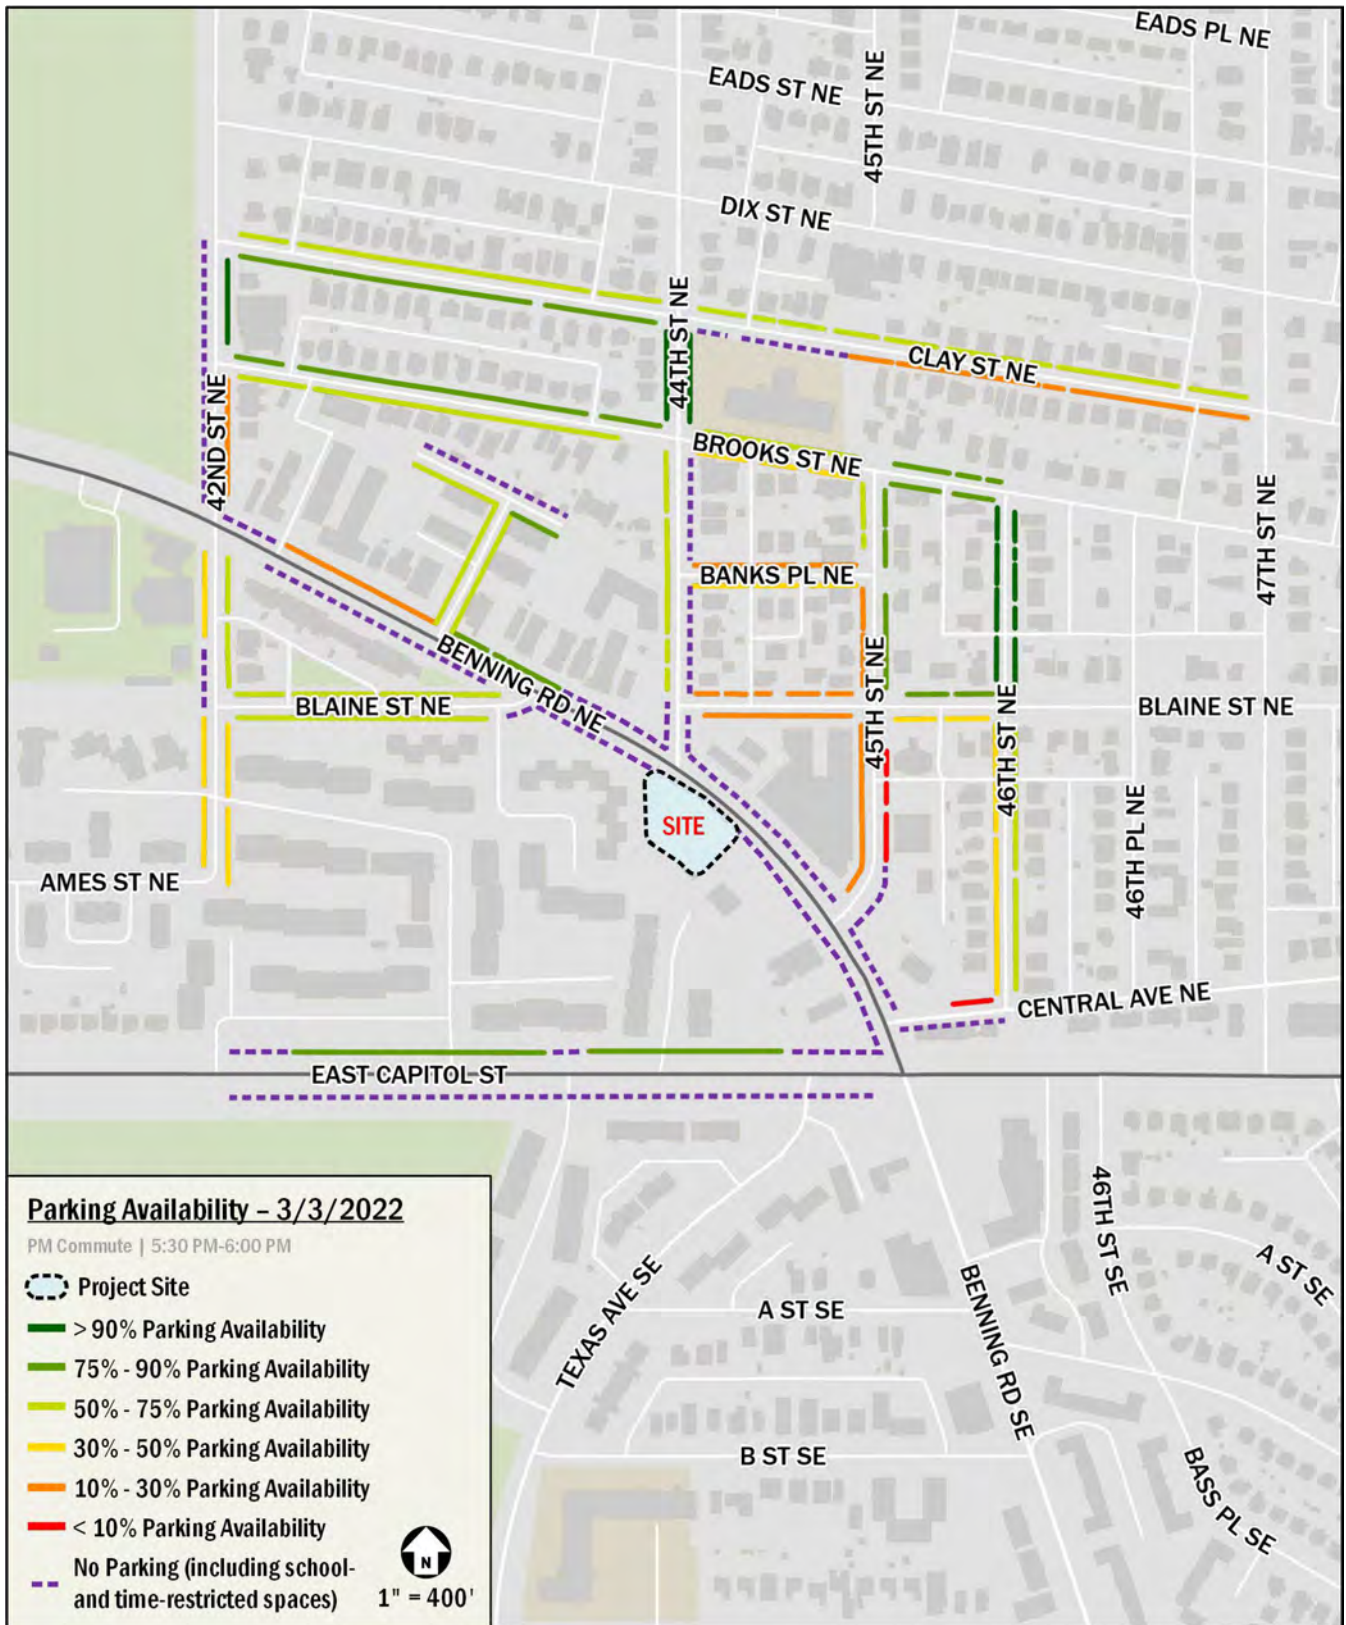 EADS PL NE
EADS ST NE
45TH ST NE
DIX ST NE
44TH ST NE
CLAY ST NE
42ND ST NE
BROOKS ST NE
47TH ST NE
BANKS PL NE
BENNING RD NE
45TH ST NE
BLAINE ST NE
BLAINE ST NE
46TH ST NE
SITE
46TH PL NE
AMES ST NE
CENTRAL AVE NE
EAST CAPITOL ST
46TH ST SE
A ST SE
TEXAS AVE SE
A ST SE
BENNING RD SE
B ST SE
BASS PL SE
Parking Availability – 3/3/2022
PM Commute | 5:30 PM-6:00 PM
Project Site
> 90% Parking Availability
75% - 90% Parking Availability
50% - 75% Parking Availability
30% - 50% Parking Availability
10% - 30% Parking Availability
< 10% Parking Availability
No Parking (including school-
and time-restricted spaces)
N
1" = 400'